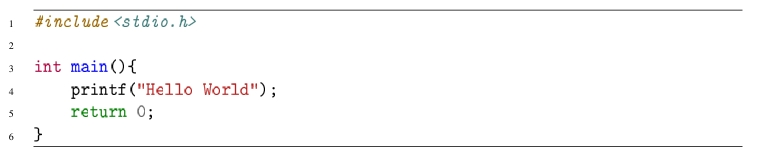 1 #include <stdio.h>
2
3 int main(){
4     printf("Hello World");
5     return 0;
6 }